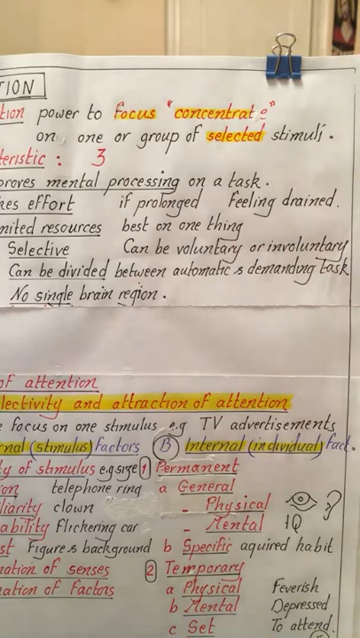 TION
tion power to focus "concentrat o"
on one or group of selected stimuli.
teristic : 3
proves mental processing on a task.
kes effort if prolonged Feeling drained.
mited resources best on one thing
Selective Can be voluntary or involuntary
Can be divided between automatic & demanding task
No single brain region.
of attention
lectivity and attraction of attention
e focus on one stimulus e.g TV advertisements
rnal (stimulus) factors B Internal (individual) fact.
ty of stimulus e.g size 1 Permanent
ion telephone ring a General
liarity clown - Physical
ability Flickering car - Mental IQ
st Figure & background b Specific aquired habit
nation of senses 2 Temporary
nation of factors a Physical Feverish
b Mental Depressed
c Set To attend